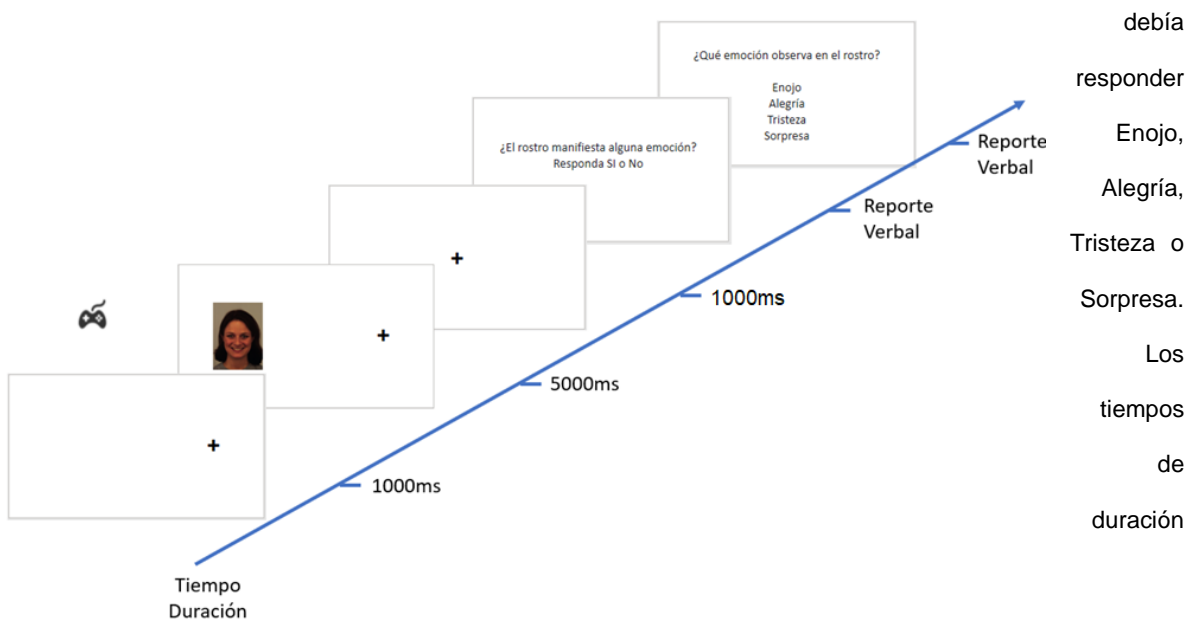 ¿Qué emoción observa en el rostro?
Enojo
Alegría
Tristeza
Sorpresa
¿El rostro manifiesta alguna emoción?
Responda SI o No
+
+
+
Reporte
Verbal
Reporte
Verbal
1000ms
5000ms
1000ms
Tiempo
Duración
debía
responder
Enojo,
Alegría,
Tristeza o
Sorpresa.
Los
tiempos
de
duración